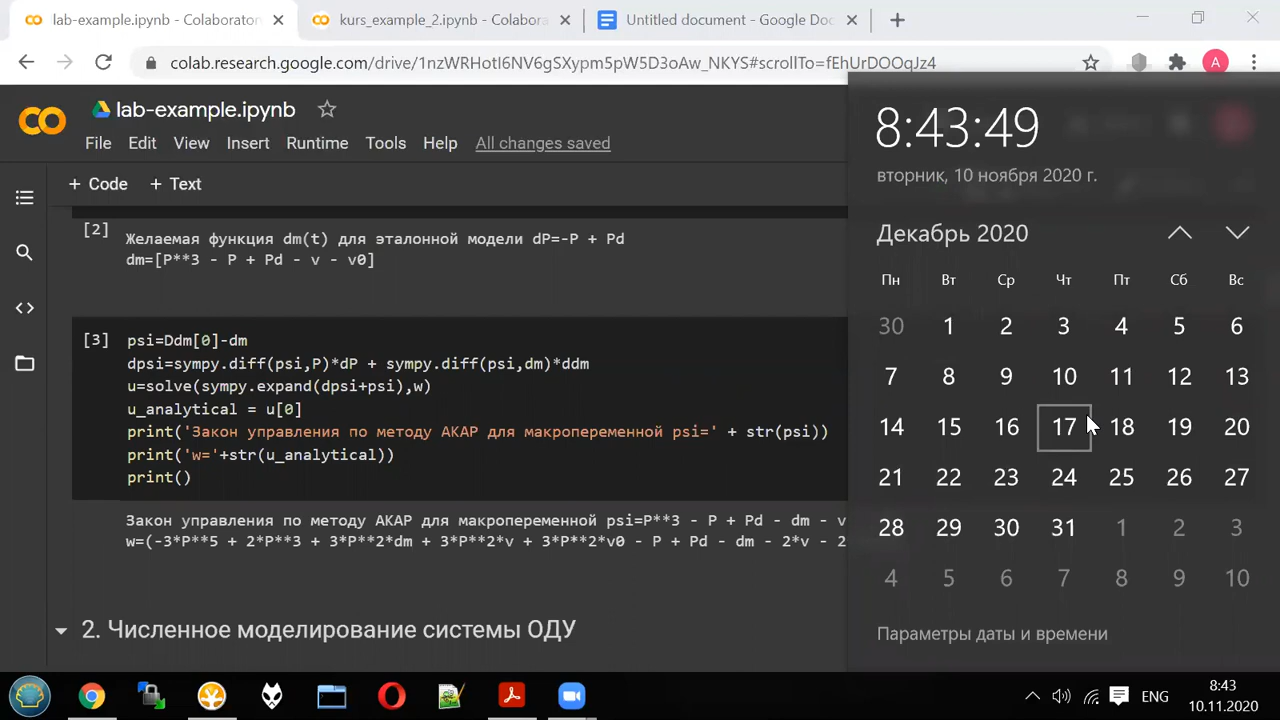 lab-example.ipynb - Colaborator
kurs_example_2.ipynb - Colabora
Untitled document - Google Doc
colab.research.google.com/drive/1nzWRHotI6NV6gSXypm5pW5D3oAw_NKYS#scrollTo=fEhUrDOOqJz4
A
lab-example.ipynb
File Edit View Insert Runtime Tools Help All changes saved
+ Code + Text
[2]
Желаемая функция dm(t) для эталонной модели dP=-P + Pd
dm=[P**3 - P + Pd - v - v0]
[3]
psi=Ddm[0]-dm
dpsi=sympy.diff(psi,P)*dP + sympy.diff(psi,dm)*ddm
u=solve(sympy.expand(dpsi+psi),w)
u_analytical = u[0]
print('Закон управления по методу АКАР для макропеременной psi=' + str(psi))
print('w='+str(u_analytical))
print()
Закон управления по методу АКАР для макропеременной psi=P**3 - P + Pd - dm - v
w=(-3*P**5 + 2*P**3 + 3*P**2*dm + 3*P**2*v + 3*P**2*v0 - P + Pd - dm - 2*v - 2
2. Численное моделирование системы ОДУ
8:43:49
вторник, 10 ноября 2020 г.
Декабрь 2020
Пн Вт Ср Чт Пт Сб Вс
30 1 2 3 4 5 6
7 8 9 10 11 12 13
14 15 16 17 18 19 20
21 22 23 24 25 26 27
28 29 30 31 1 2 3
4 5 6 7 8 9 10
Параметры даты и времени
ENG
8:43
10.11.2020